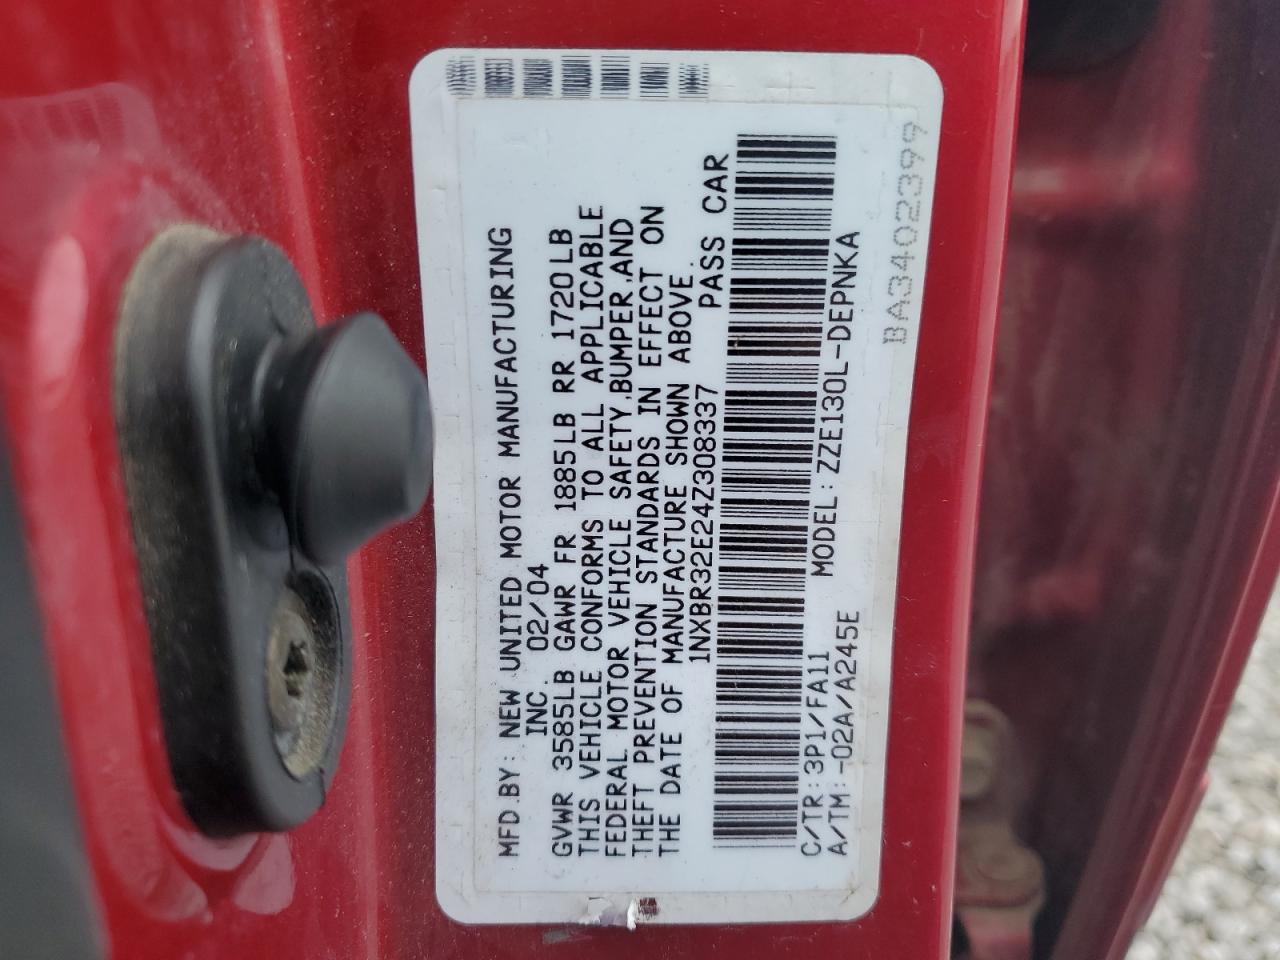 MFD.BY: NEW UNITED MOTOR MANUFACTURING
INC. 02/04
GVWR 3585LB GAWR FR 1885LB RR 1720LB
THIS VEHICLE CONFORMS TO ALL APPLICABLE
FEDERAL MOTOR VEHICLE SAFETY,BUMPER,AND
THEFT PREVENTION STANDARDS IN EFFECT ON
THE DATE OF MANUFACTURE SHOWN ABOVE.
1NXBR32E24Z308337 PASS CAR
C/TR:3P1/FA11 MODEL:ZZE130L-DEPNKA
A/TM:-02A/A245E
BA3402399